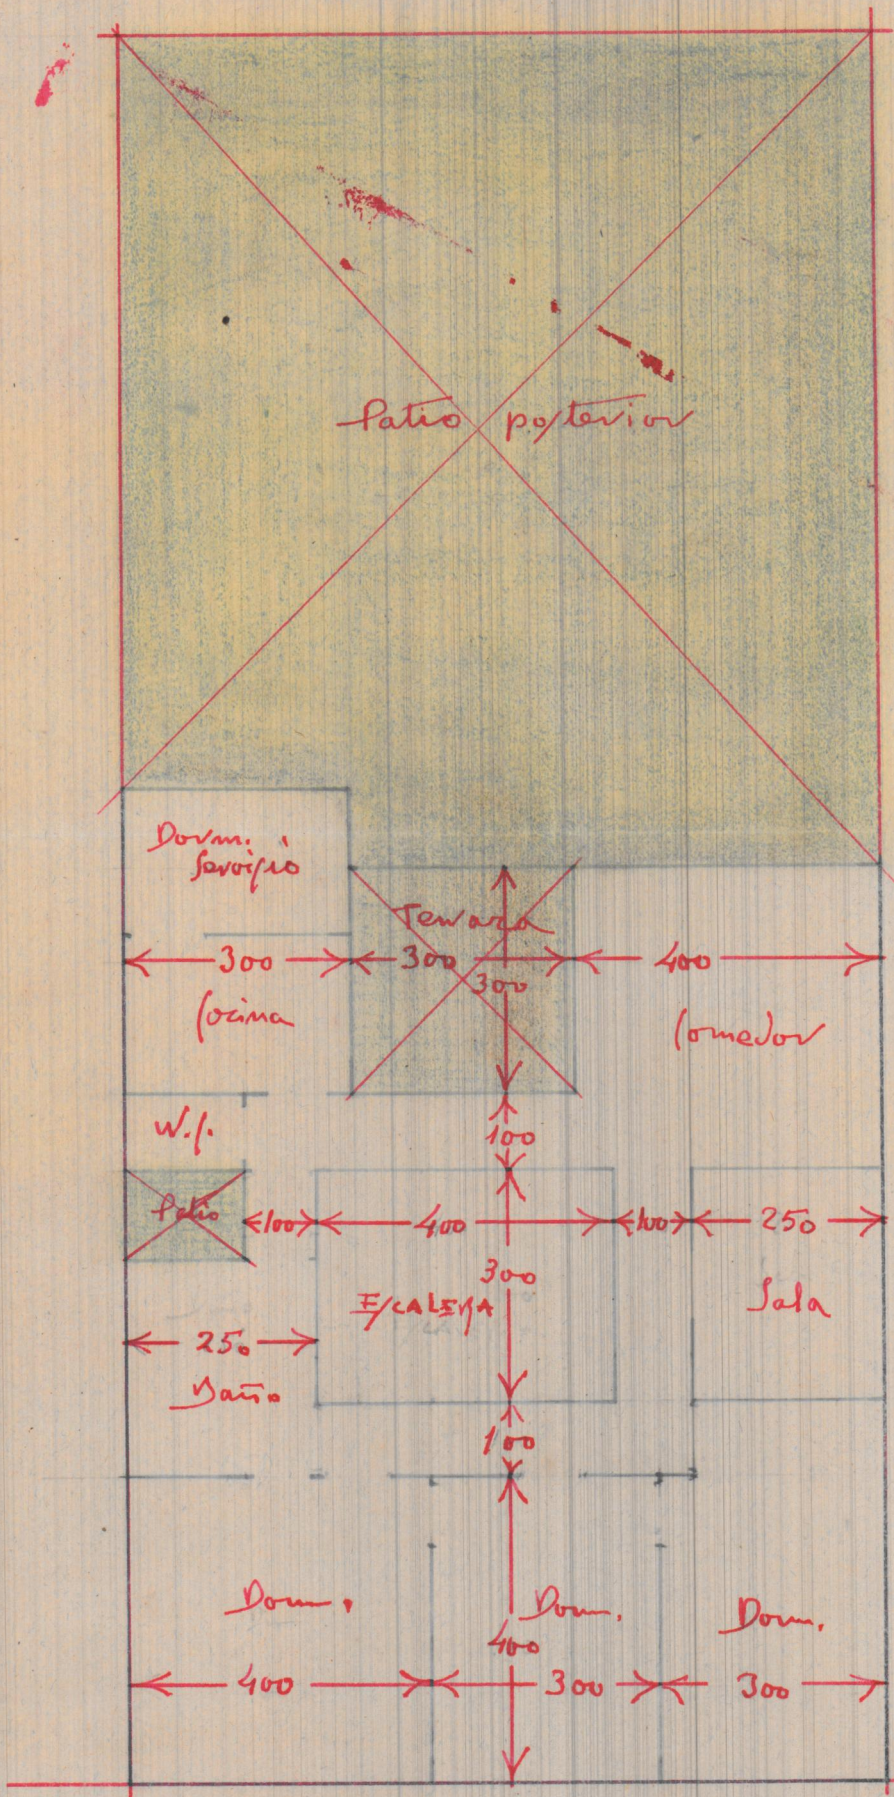 Patio posterior
Dorm.
Servicio
Terraza
300
300
400
300
Cocina
Comedor
W.C.
100
Patio
100
400
100
250
300
ESCALERA
Sala
250
Baño
100
Dorm.
Dorm.
Dorm.
400
400
300
300